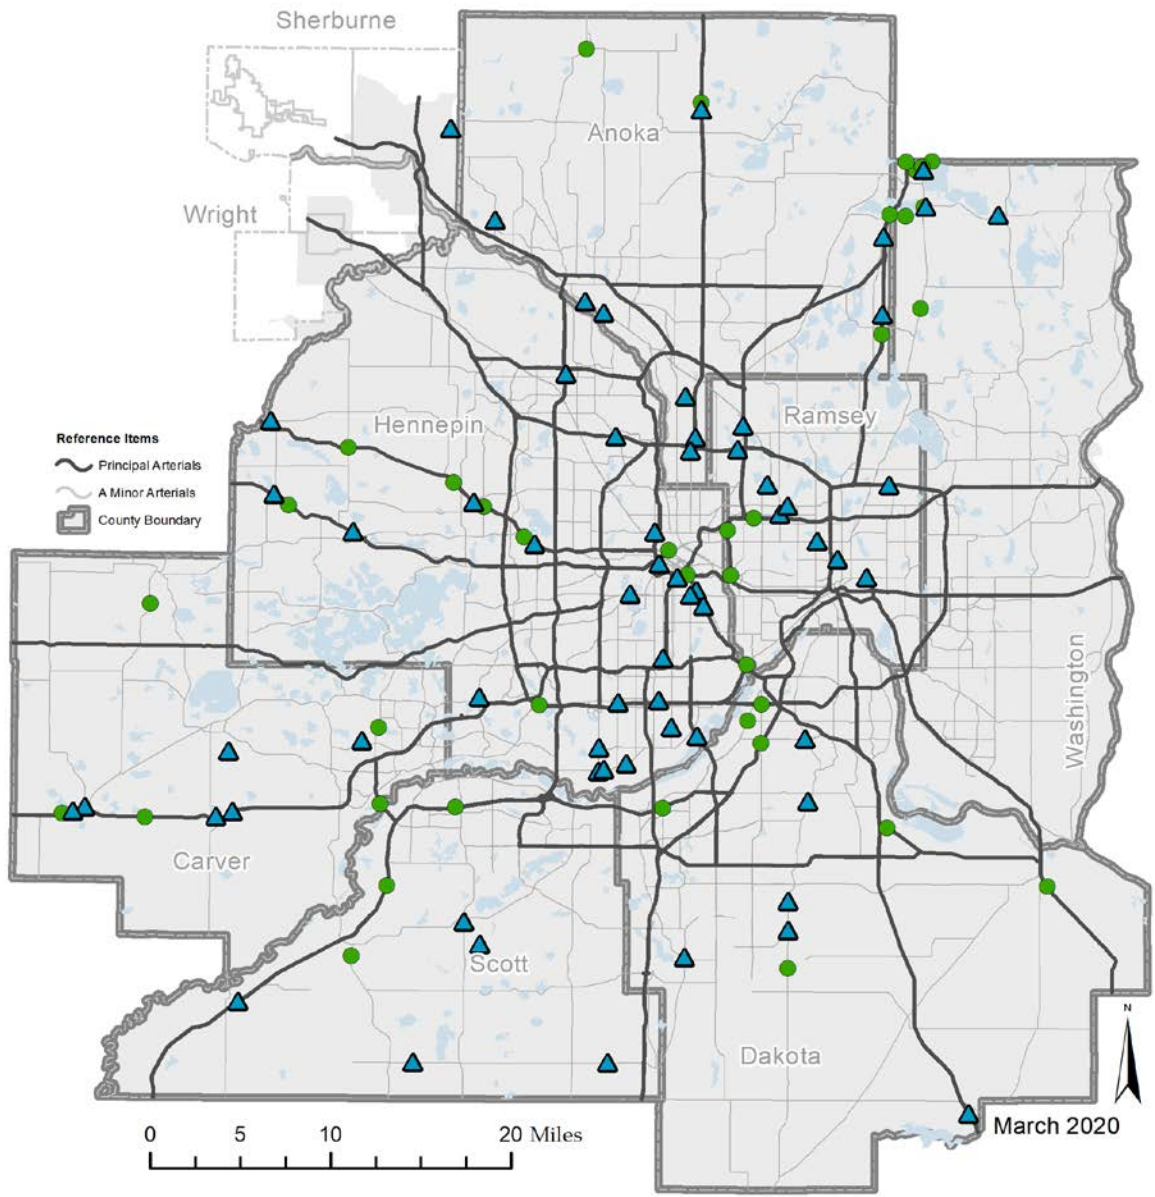 Sherburne
Anoka
Wright
Ramsey
Hennepin
Reference Items
Principal Arterials
A Minor Arterials
County Boundary
Washington
Carver
Scott
Dakota
N
March 2020
0 5 10 20 Miles